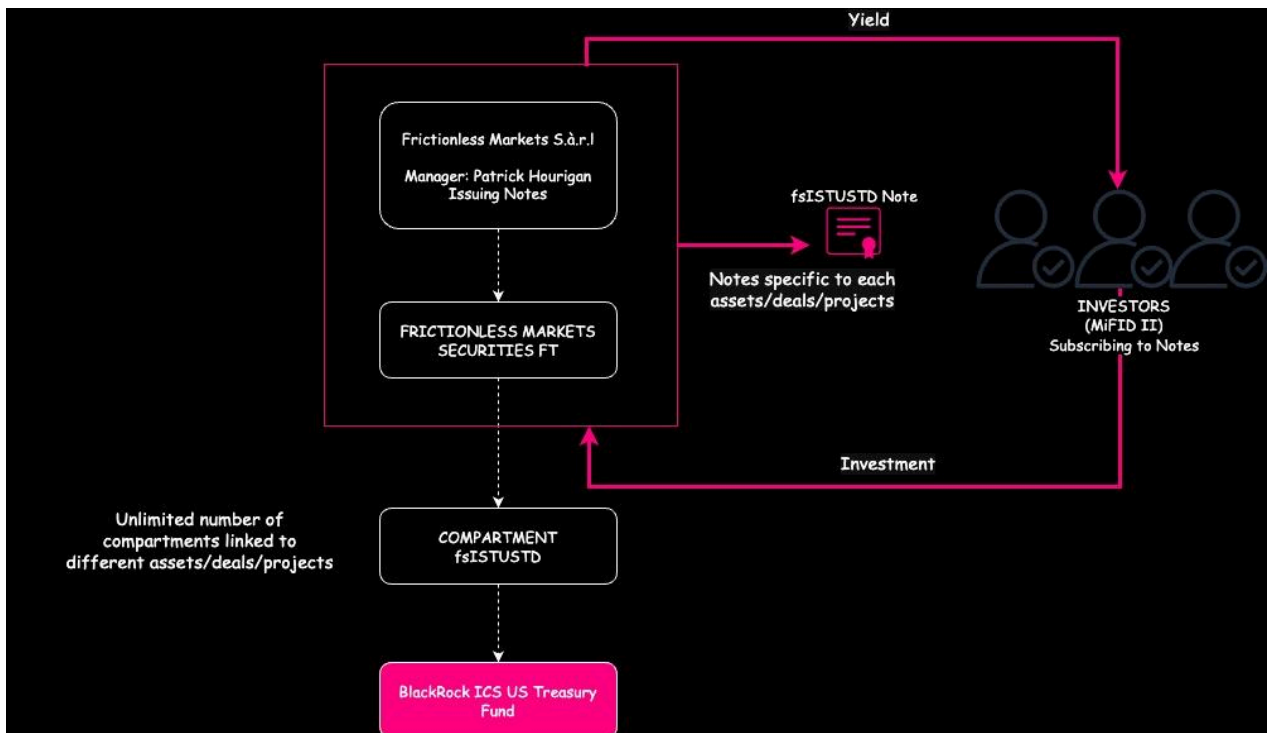 Yield
Frictionless Markets S.à.r.l
Manager: Patrick Hourigan
Issuing Notes
fsISTUSTD Note
Notes specific to each
assets/deals/projects
INVESTORS
(MiFID II)
Subscribing to Notes
FRICTIONLESS MARKETS
SECURITIES FT
Investment
Unlimited number of
compartments linked to
different assets/deals/projects
COMPARTMENT
fsISTUSTD
BlackRock ICS US Treasury
Fund